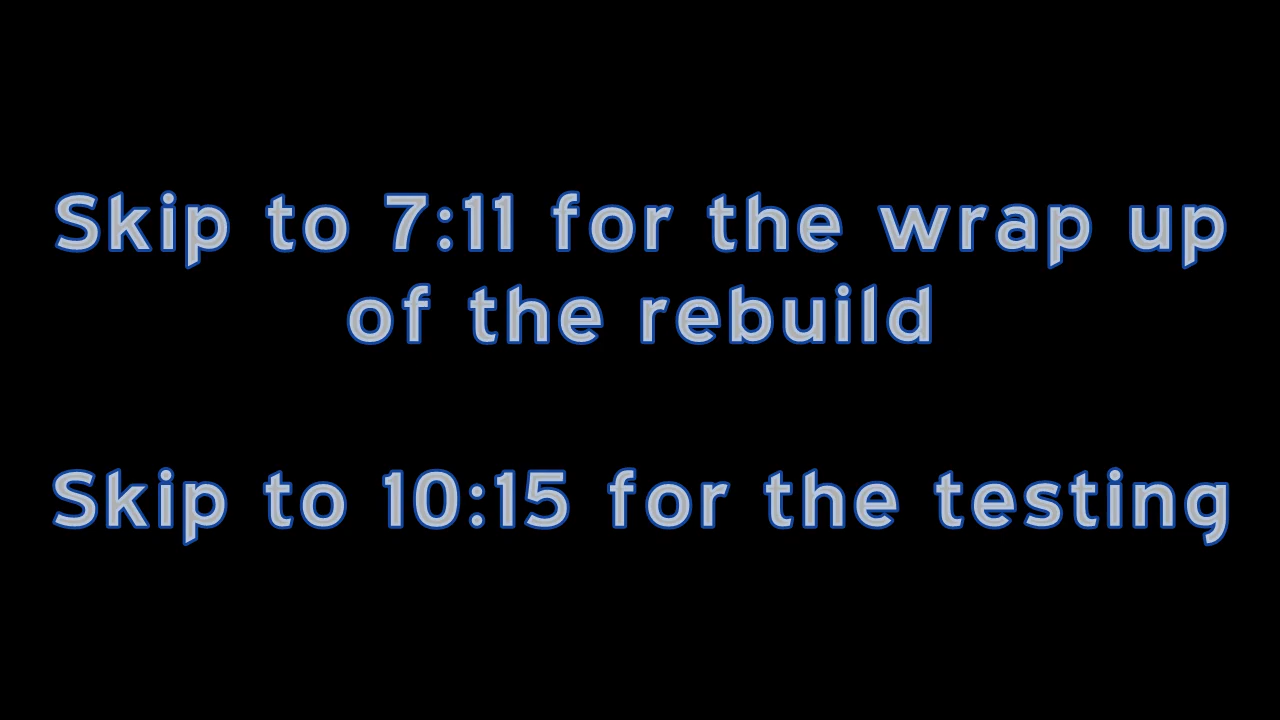 Skip to 7:11 for the wrap up
of the rebuild
Skip to 10:15 for the testing